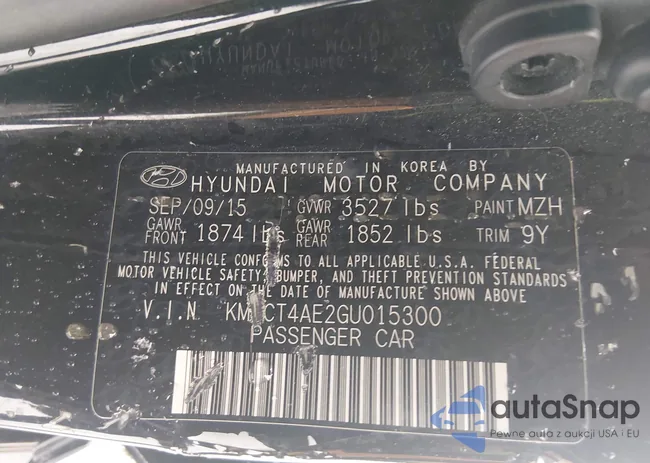 MANUFACTURED IN KOREA BY
HYUNDAI MOTOR COMPANY
SEP/09/15 GVWR 3527 lbs PAINT MZH
GAWR FRONT 1874 lbs GAWR REAR 1852 lbs TRIM 9Y
THIS VEHICLE CONFORMS TO ALL APPLICABLE U.S.A. FEDERAL
MOTOR VEHICLE SAFETY, BUMPER, AND THEFT PREVENTION STANDARDS
IN EFFECT ON THE DATE OF MANUFACTURE SHOWN ABOVE
V.I.N
PASSENGER CAR
autaSnap
Pewne auta z aukcji USA i EU